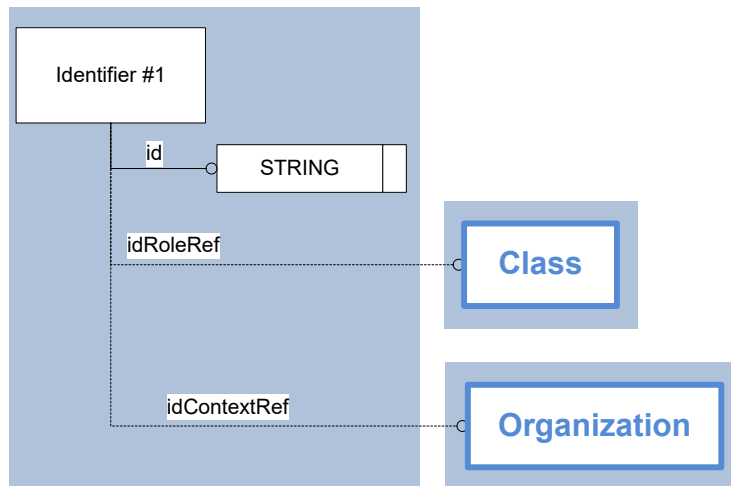 Identifier #1
id
STRING
idRoleRef
Class
idContextRef
Organization